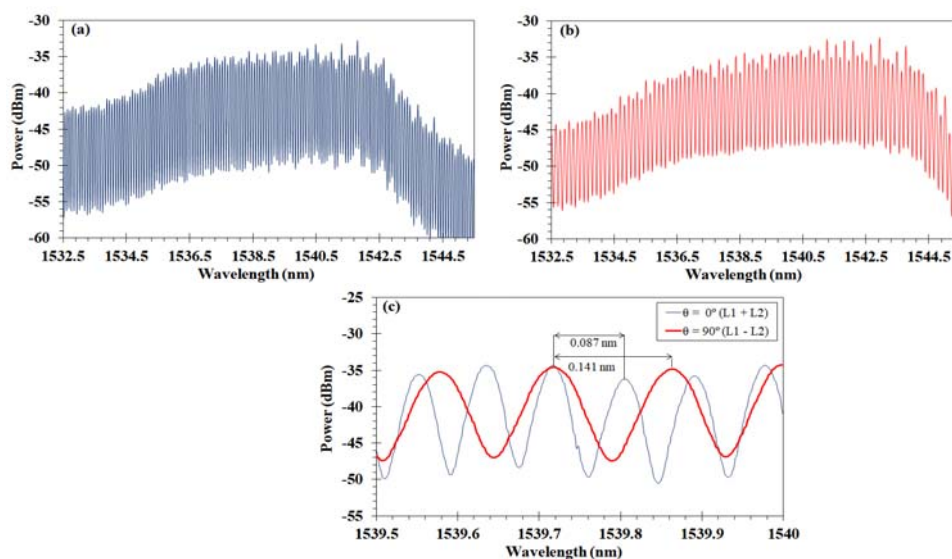 (a)
Power (dBm)
-30
-35
-40
-45
-50
-55
-60
1532.5 1534.5 1536.5 1538.5 1540.5 1542.5 1544.5
Wavelength (nm)
(b)
Power (dBm)
-30
-35
-40
-45
-50
-55
-60
1532.5 1534.5 1536.5 1538.5 1540.5 1542.5 1544.5
Wavelength (nm)
(c)
Power (dBm)
-25
-30
-35
-40
-45
-50
-55
θ = 0º (L1 + L2)
θ = 90º (L1 - L2)
0.087 nm
0.141 nm
1539.5 1539.6 1539.7 1539.8 1539.9 1540
Wavelength (nm)